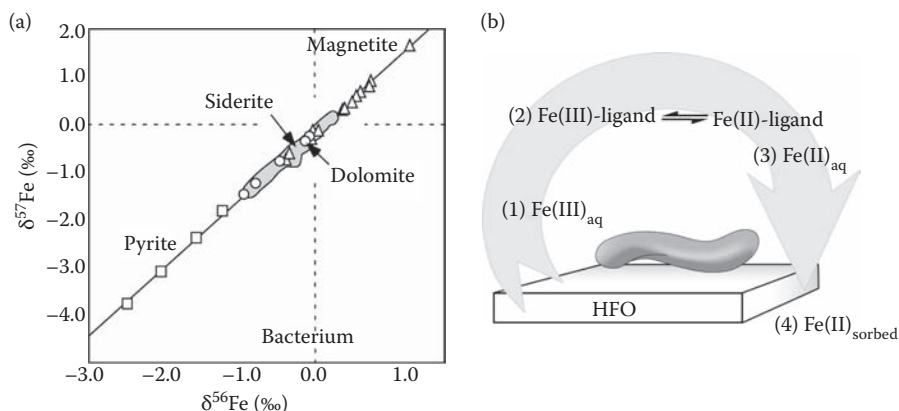 (a)
2.0
1.0
0.0
−1.0
−2.0
−3.0
−4.0
δ⁵⁷Fe (‰)
Magnetite
Siderite
Dolomite
Pyrite
Bacterium
−3.0 −2.0 −1.0 0.0 1.0
δ⁵⁶Fe (‰)
(b)
(2) Fe(III)-ligand ⇌ Fe(II)-ligand
(3) Fe(II)aq
(1) Fe(III)aq
HFO
(4) Fe(II)sorbed